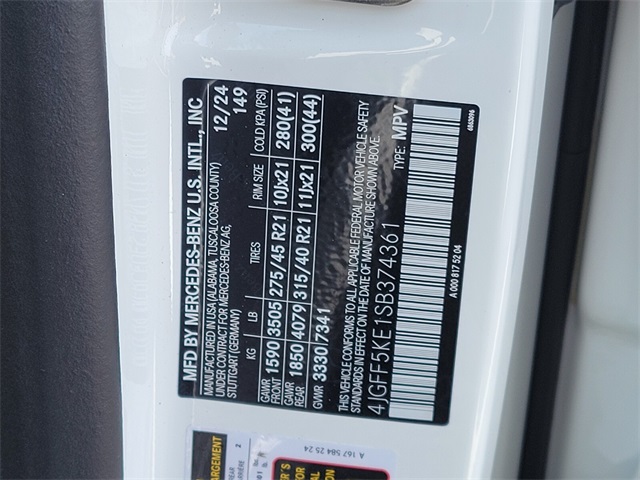 MFD BY MERCEDES-BENZ U.S. INTL., INC
MANUFACTURED IN USA (ALABAMA, TUSCALOOSA COUNTY) 12/24
UNDER CONTRACT FOR MERCEDES-BENZ AG, 149
STUTTGART (GERMANY)
KG LB TIRES RIM SIZE COLD KPA (PSI)
GAWR FRONT 1590 3505 275/45 R21 10Jx21 280(41)
GAWR REAR 1850 4079 315/40 R21 11Jx21 300(44)
GVWR 3330 7341
THIS VEHICLE CONFORMS TO ALL APPLICABLE FEDERAL MOTOR VEHICLE SAFETY
STANDARDS IN EFFECT ON THE DATE OF MANUFACTURE SHOWN ABOVE.
4JGFF5KE1SB374361 TYPE: MPV
A 000 817 52 04
A 167 584 25 24